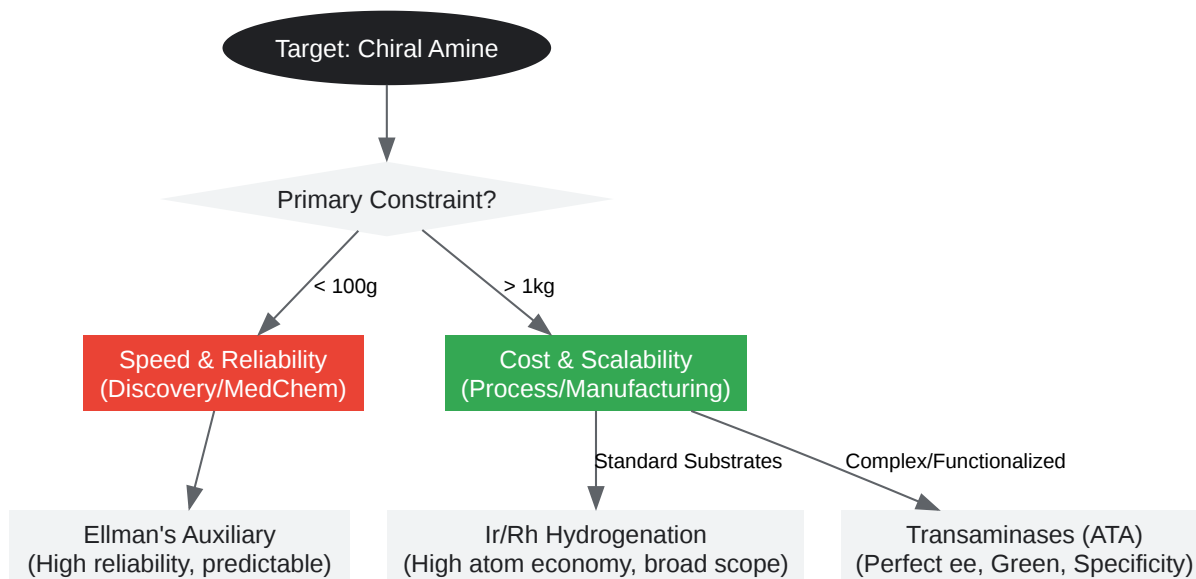 Target: Chiral Amine
Primary Constraint?
< 100g
> 1kg
Speed & Reliability
(Discovery/MedChem)
Cost & Scalability
(Process/Manufacturing)
Standard Substrates
Complex/Functionalized
Ellman's Auxiliary
(High reliability, predictable)
Ir/Rh Hydrogenation
(High atom economy, broad scope)
Transaminases (ATA)
(Perfect ee, Green, Specificity)